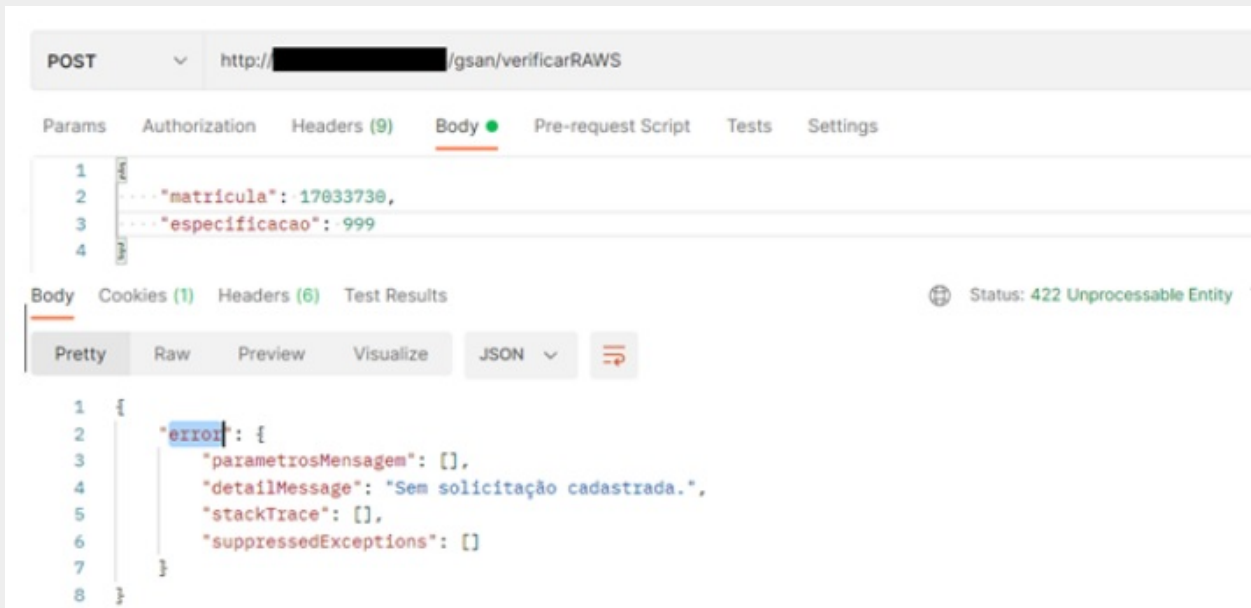 POST http:// /gsan/verificarRAWS
Params Authorization Headers (9) Body Pre-request Script Tests Settings
1 {
2 "matricula": 17033730,
3 "especificacao": 999
4 }
Body Cookies (1) Headers (6) Test Results Status: 422 Unprocessable Entity
Pretty Raw Preview Visualize JSON
1 {
2 "error": {
3 "parametrosMensagem": [],
4 "detailMessage": "Sem solicitação cadastrada.",
5 "stackTrace": [],
6 "suppressedExceptions": []
7 }
8 }